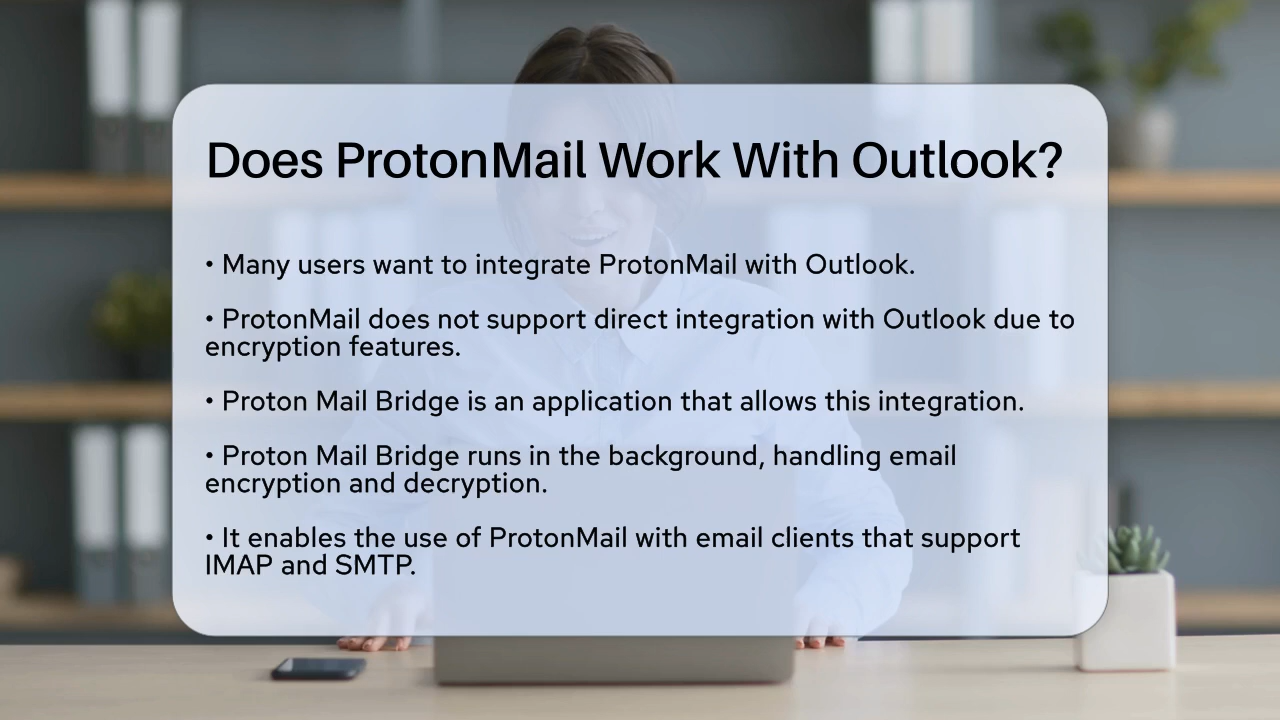 Does ProtonMail Work With Outlook?
• Many users want to integrate ProtonMail with Outlook.
• ProtonMail does not support direct integration with Outlook due to
encryption features.
• Proton Mail Bridge is an application that allows this integration.
• Proton Mail Bridge runs in the background, handling email
encryption and decryption.
• It enables the use of ProtonMail with email clients that support
IMAP and SMTP.